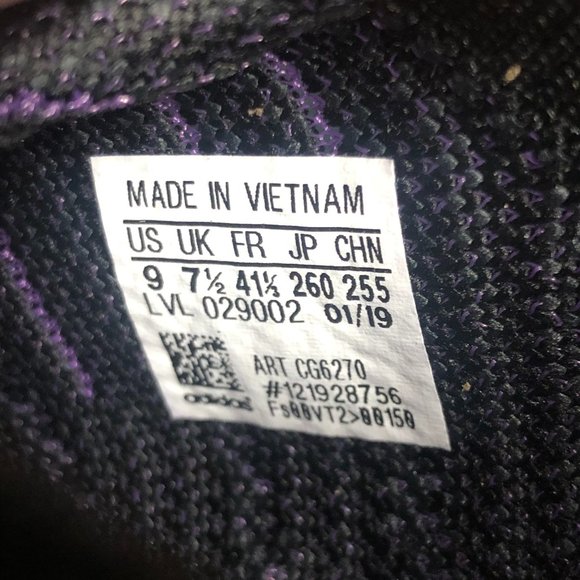 MADE IN VIETNAM
US UK FR JP CHN
9 7½ 41⅓ 260 255
LVL 029002 01/19
ART CG6270
#121928756
adidas Fs00VT2>00150